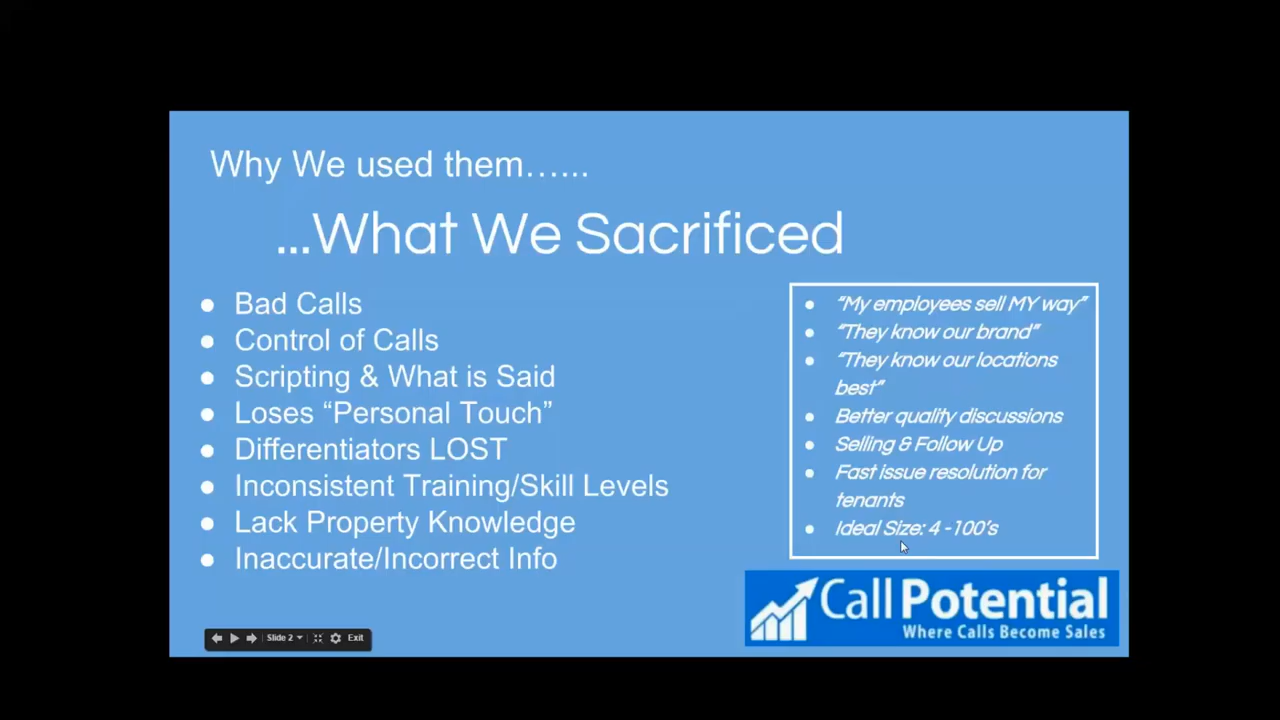 Why We used them…...
...What We Sacrificed
● Bad Calls
● Control of Calls
● Scripting & What is Said
● Loses “Personal Touch”
● Differentiators LOST
● Inconsistent Training/Skill Levels
● Lack Property Knowledge
● Inaccurate/Incorrect Info
● “My employees sell MY way”
● “They know our brand”
● “They know our locations
best”
● Better quality discussions
● Selling & Follow Up
● Fast issue resolution for
tenants
● Ideal Size: 4 -100’s
Call Potential
Where Calls Become Sales
Slide 2 Exit